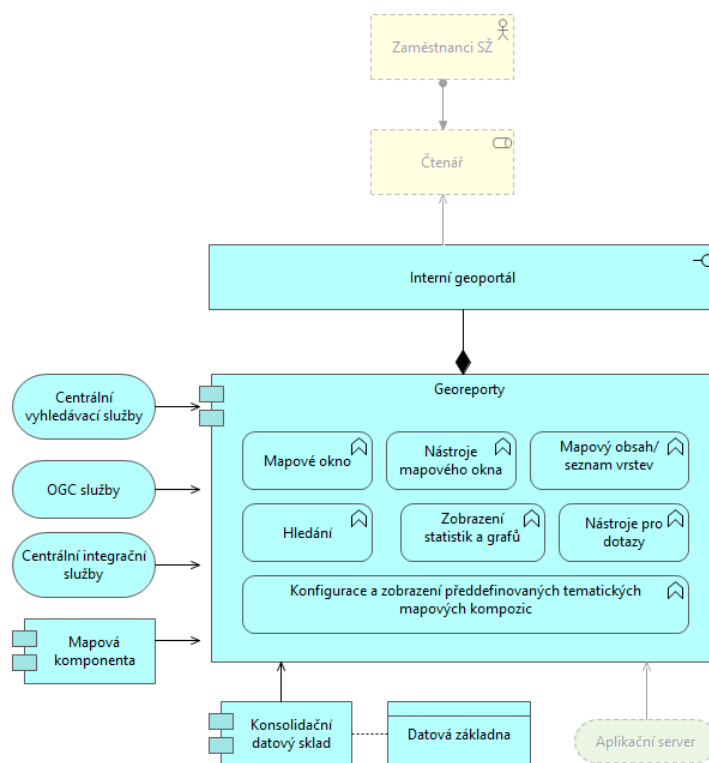 Zaměstnanci SŽ
Čtenář
Interní geoportál
Georeporty
Centrální
vyhledávací služby
OGC služby
Centrální integrační
služby
Mapová
komponenta
Mapové okno
Nástroje
mapového okna
Mapový obsah/
seznam vrstev
Hledání
Zobrazení
statistik a grafů
Nástroje pro
dotazy
Konfigurace a zobrazení předdefinovaných tematických
mapových kompozic
Konsolidační
datový sklad
Datová základna
Aplikační server